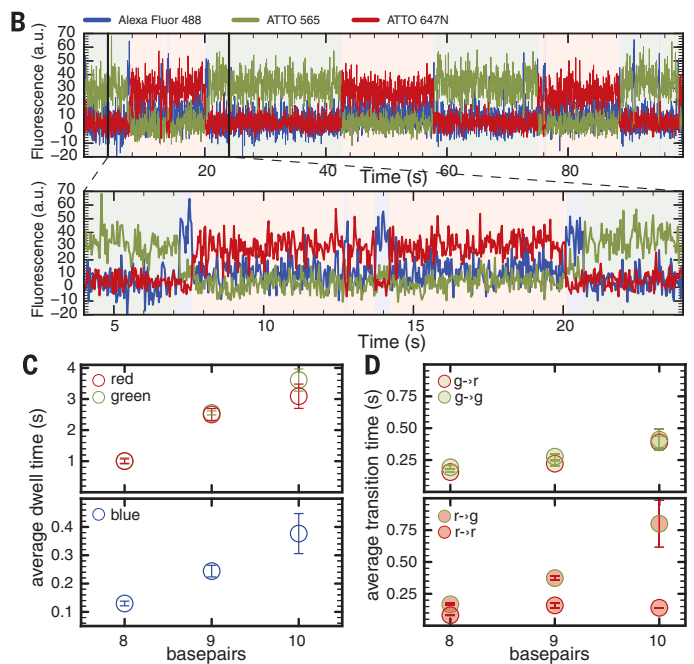 B
Alexa Fluor 488 ATTO 565 ATTO 647N
Fluorescence (a.u.)
70
60
50
40
30
20
10
0
−10
−20
20 40 60 80
Time (s)
Fluorescence (a.u.)
70
60
50
40
30
20
10
0
−10
−20
5 10 15 20
Time (s)
C
average dwell time (s)
red
green
4
3
2
1
blue
0.4
0.3
0.2
0.1
8 9 10
basepairs
D
average transition time (s)
g->r
g->g
0.75
0.50
0.25
r->g
r->r
0.75
0.50
0.25
8 9 10
basepairs